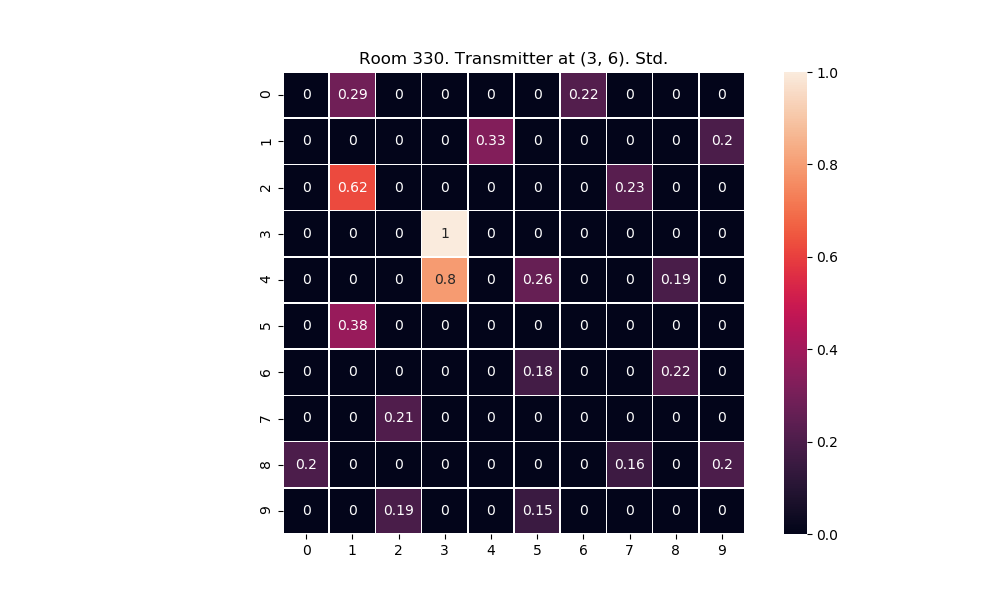 Room 330. Transmitter at (3, 6). Std.
0 0 0.29 0 0 0 0 0.22 0 0 0
1 0 0 0 0 0.33 0 0 0 0 0.2
2 0 0.62 0 0 0 0 0 0.23 0 0
3 0 0 0 1 0 0 0 0 0 0
4 0 0 0 0.8 0 0.26 0 0 0.19 0
5 0 0.38 0 0 0 0 0 0 0 0
6 0 0 0 0 0 0.18 0 0 0.22 0
7 0 0 0.21 0 0 0 0 0 0 0
8 0.2 0 0 0 0 0 0 0.16 0 0.2
9 0 0 0.19 0 0 0.15 0 0 0 0
0 1 2 3 4 5 6 7 8 9
1.0
0.8
0.6
0.4
0.2
0.0